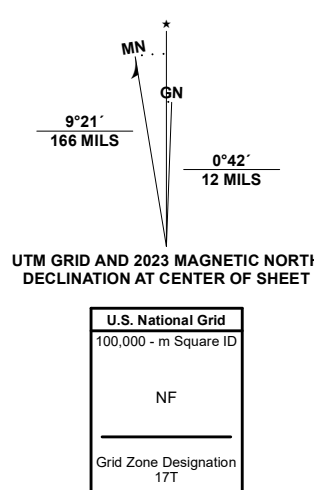 MN
GN
9°21´
166 MILS
0°42´
12 MILS
UTM GRID AND 2023 MAGNETIC NORTH
DECLINATION AT CENTER OF SHEET
U.S. National Grid
100,000 - m Square ID
NF
Grid Zone Designation
17T